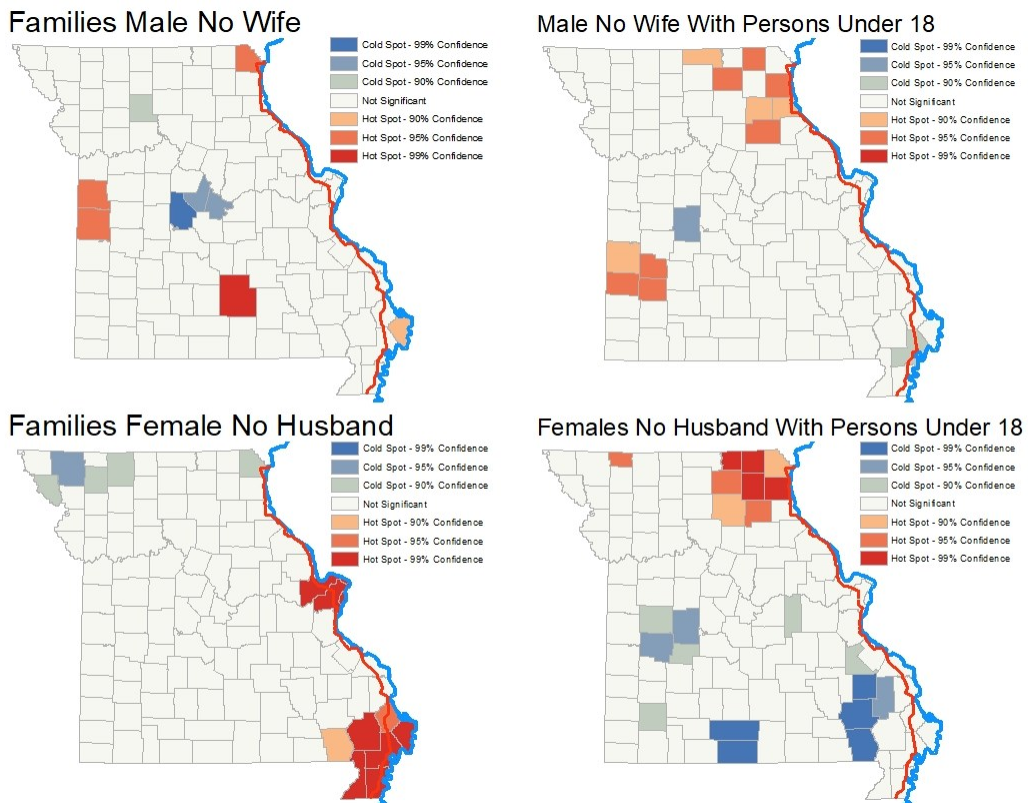 Families Male No Wife
Cold Spot - 99% Confidence
Cold Spot - 95% Confidence
Cold Spot - 90% Confidence
Not Significant
Hot Spot - 90% Confidence
Hot Spot - 95% Confidence
Hot Spot - 99% Confidence
Male No Wife With Persons Under 18
Cold Spot - 99% Confidence
Cold Spot - 95% Confidence
Cold Spot - 90% Confidence
Not Significant
Hot Spot - 90% Confidence
Hot Spot - 95% Confidence
Hot Spot - 99% Confidence
Families Female No Husband
Cold Spot - 99% Confidence
Cold Spot - 95% Confidence
Cold Spot - 90% Confidence
Not Significant
Hot Spot - 90% Confidence
Hot Spot - 95% Confidence
Hot Spot - 99% Confidence
Females No Husband With Persons Under 18
Cold Spot - 99% Confidence
Cold Spot - 95% Confidence
Cold Spot - 90% Confidence
Not Significant
Hot Spot - 90% Confidence
Hot Spot - 95% Confidence
Hot Spot - 99% Confidence